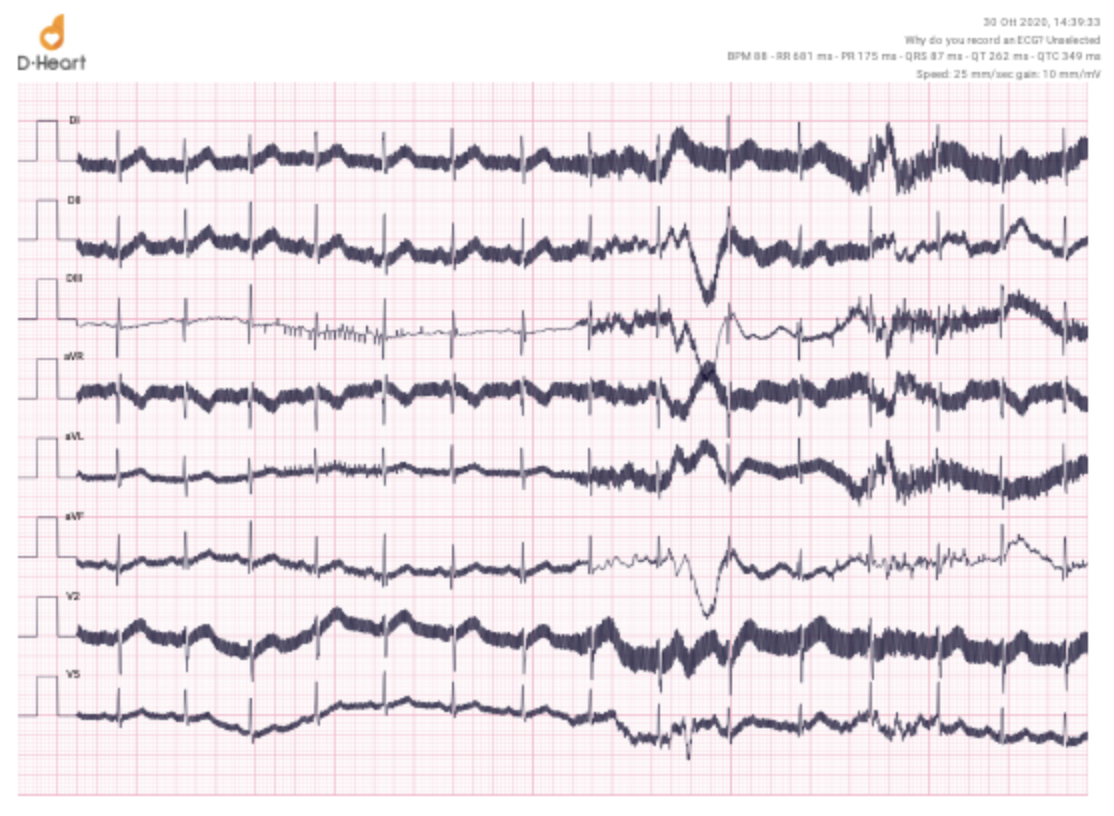 D-Heart
30 Ott 2020, 14:39:33
Why do you record an ECG? Unselected
BPM 88 - RR 681 ms - PR 175 ms - QRS 87 ms - QT 262 ms - QTC 349 ms
Speed: 25 mm/sec gain: 10 mm/mV
DI
DII
DIII
aVR
aVL
aVF
V2
V5